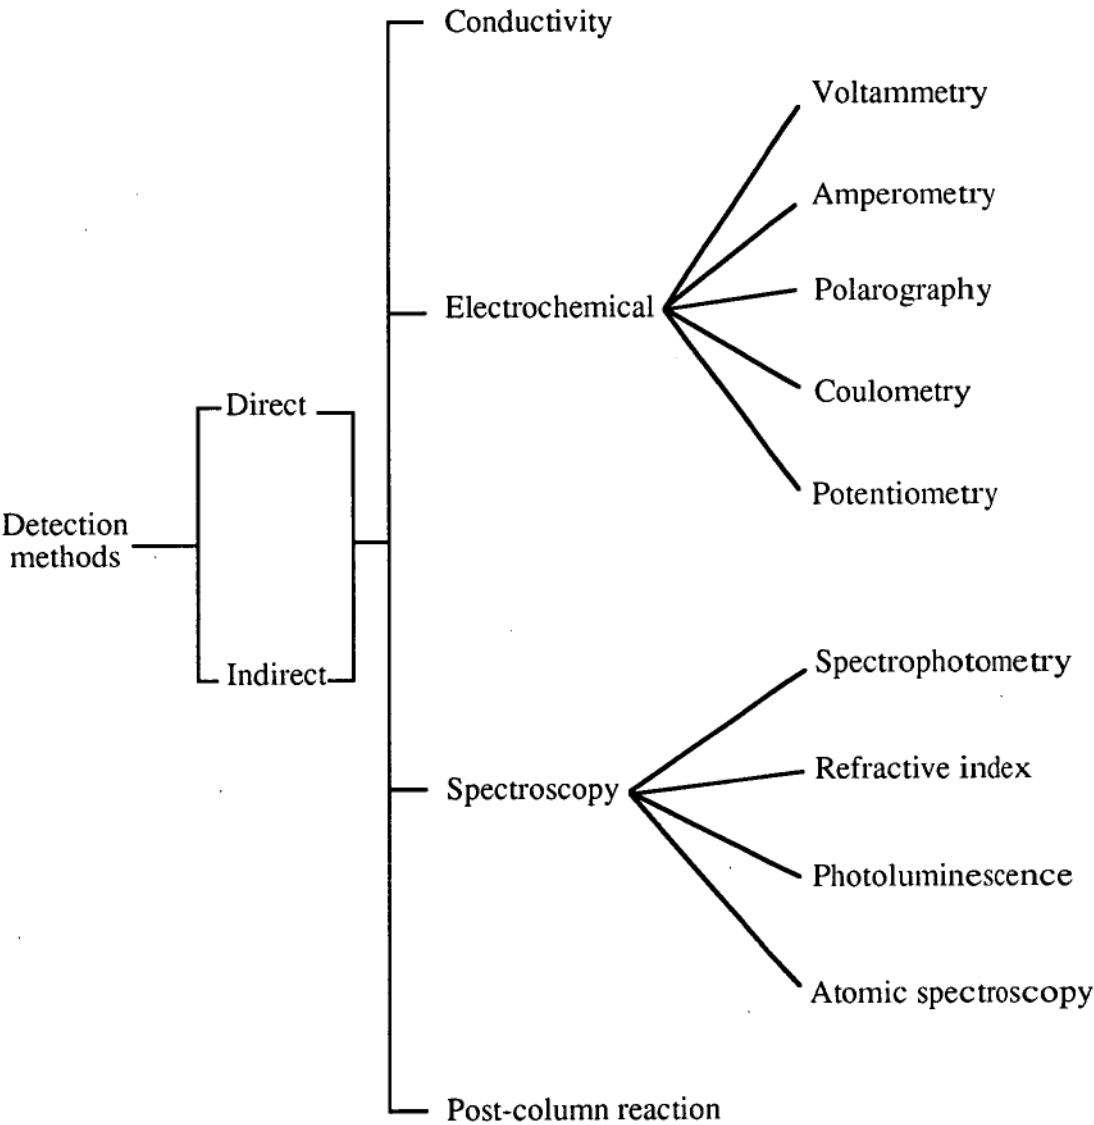 Conductivity
Voltammetry
Amperometry
Polarography
Electrochemical
Coulometry
Direct
Potentiometry
Detection
methods
Spectrophotometry
Indirect
Refractive index
Spectroscopy
Photoluminescence
Atomic spectroscopy
Post-column reaction